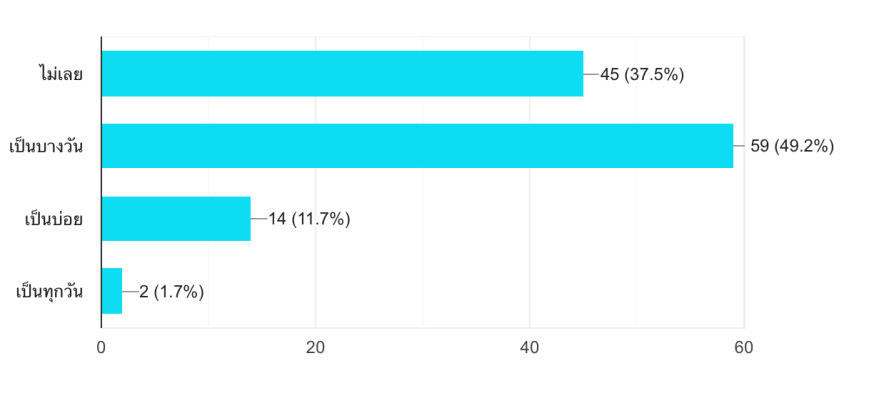 ไม่เลย 45 (37.5%)
เป็นบางวัน 59 (49.2%)
เป็นบ่อย 14 (11.7%)
เป็นทุกวัน 2 (1.7%)
0 20 40 60